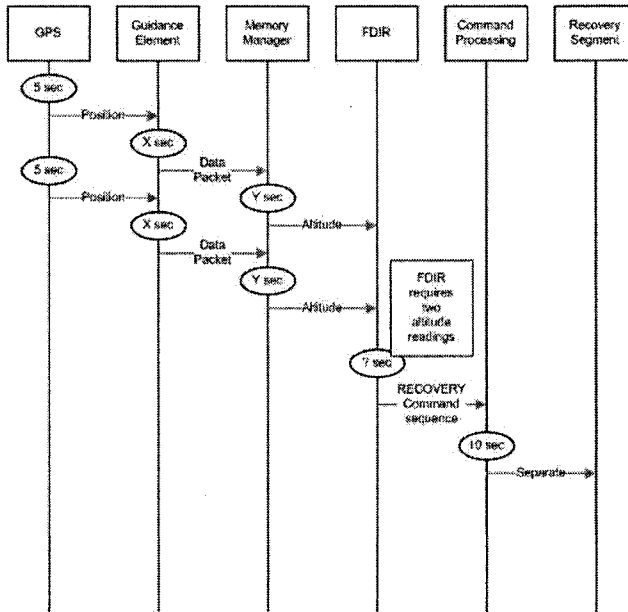 GPS
Guidance
Element
Memory
Manager
FDIR
Command
Processing
Recovery
Segment
5 sec
Position
X sec
5 sec
Data
Packet
Position
Y sec
X sec
Altitude
Data
Packet
Y sec
FDIR
requires
two
altitude
readings
Altitude
? sec
RECOVERY
Command
sequence
10 sec
Separate